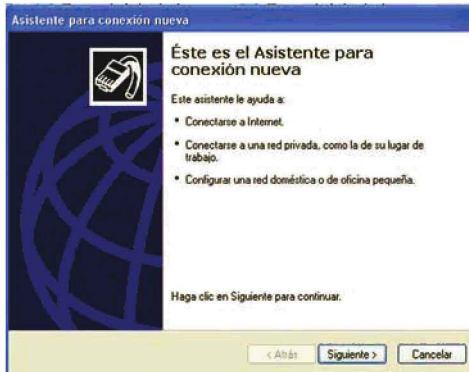 Asistente para conexión nueva
Éste es el Asistente para
conexión nueva
Este asistente le ayuda a:
* Conectarse a Internet.
* Conectarse a una red privada, como la de su lugar de
trabajo.
* Configurar una red doméstica o de oficina pequeña.
Haga clic en Siguiente para continuar.
< Atrás Siguiente > Cancelar